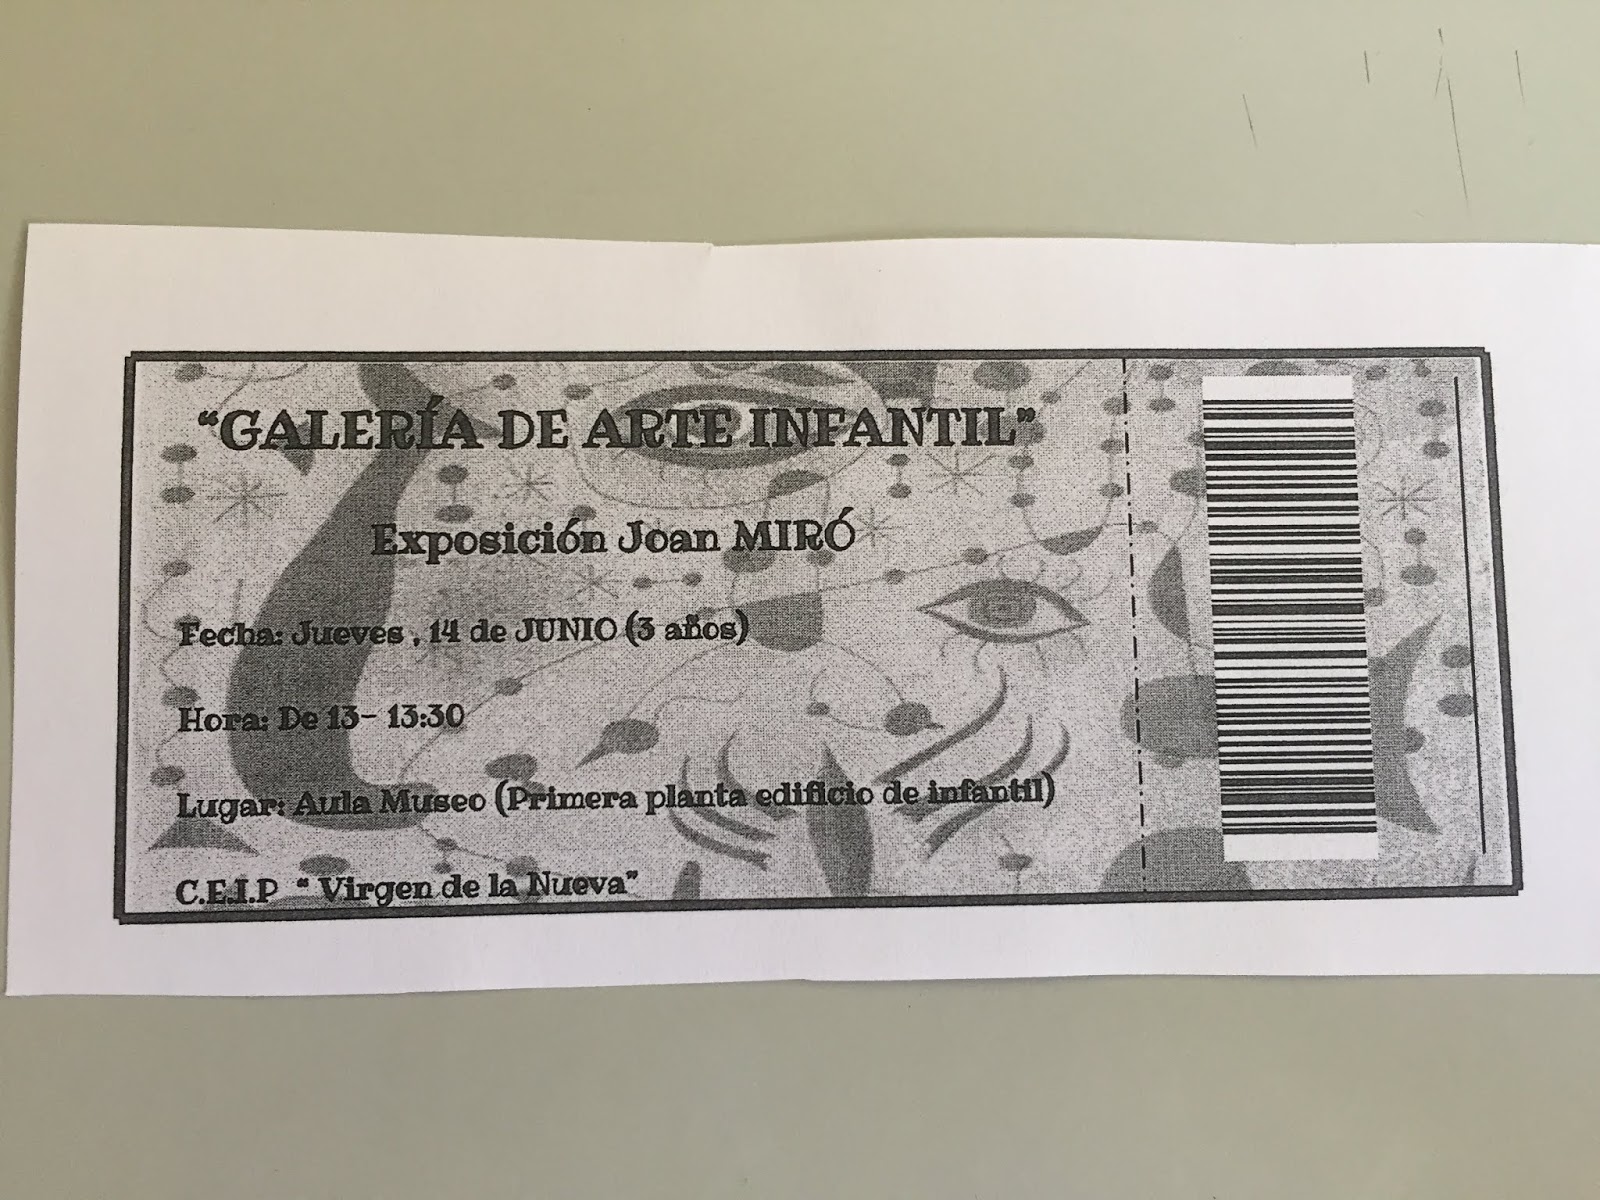 “GALERÍA DE ARTE INFANTIL”
Exposición Joan MIRÓ
Fecha: Jueves , 14 de JUNIO (3 años)
Hora: De 13- 13:30
Lugar: Aula Museo (Primera planta edificio de infantil)
C.E.I.P “ Virgen de la Nueva”